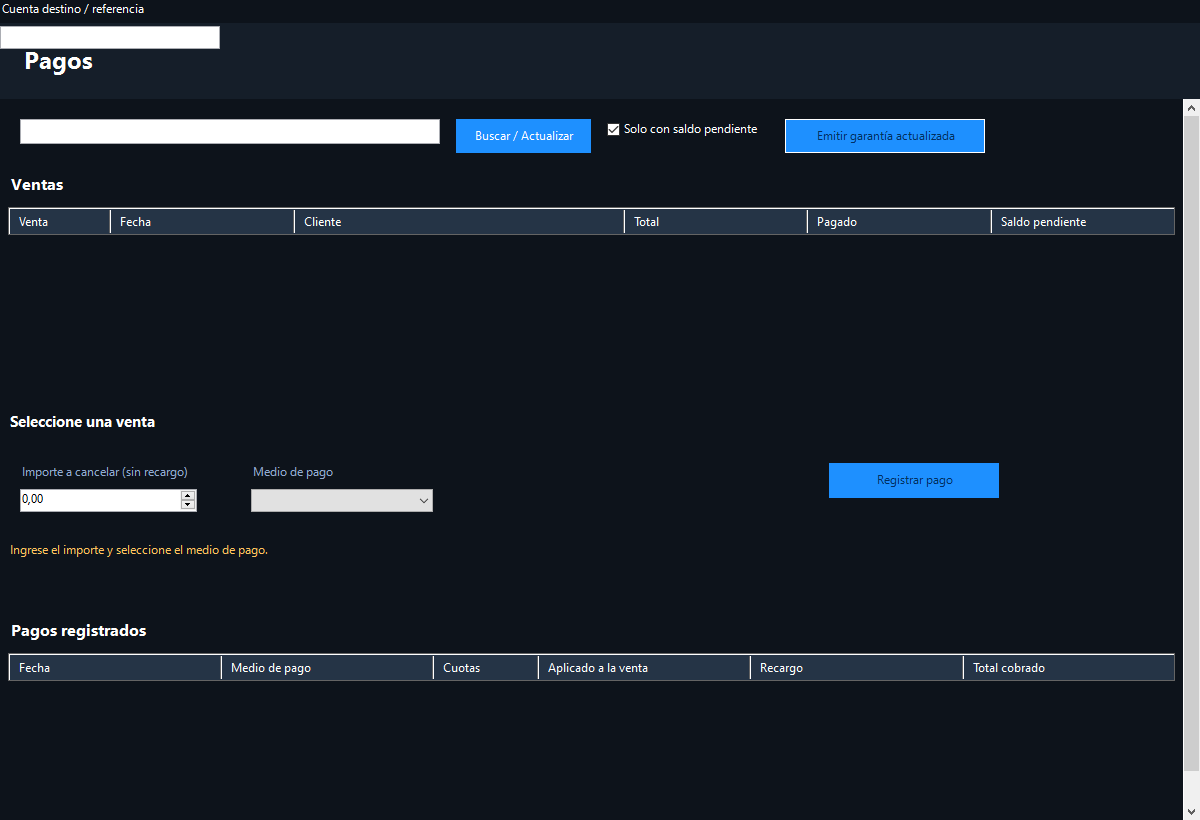 Cuenta destino / referencia
Pagos
Buscar / Actualizar
Solo con saldo pendiente
Emitir garantía actualizada
Ventas
Venta Fecha Cliente Total Pagado Saldo pendiente
Seleccione una venta
Importe a cancelar (sin recargo) Medio de pago
0,00
Registrar pago
Ingrese el importe y seleccione el medio de pago.
Pagos registrados
Fecha Medio de pago Cuotas Aplicado a la venta Recargo Total cobrado